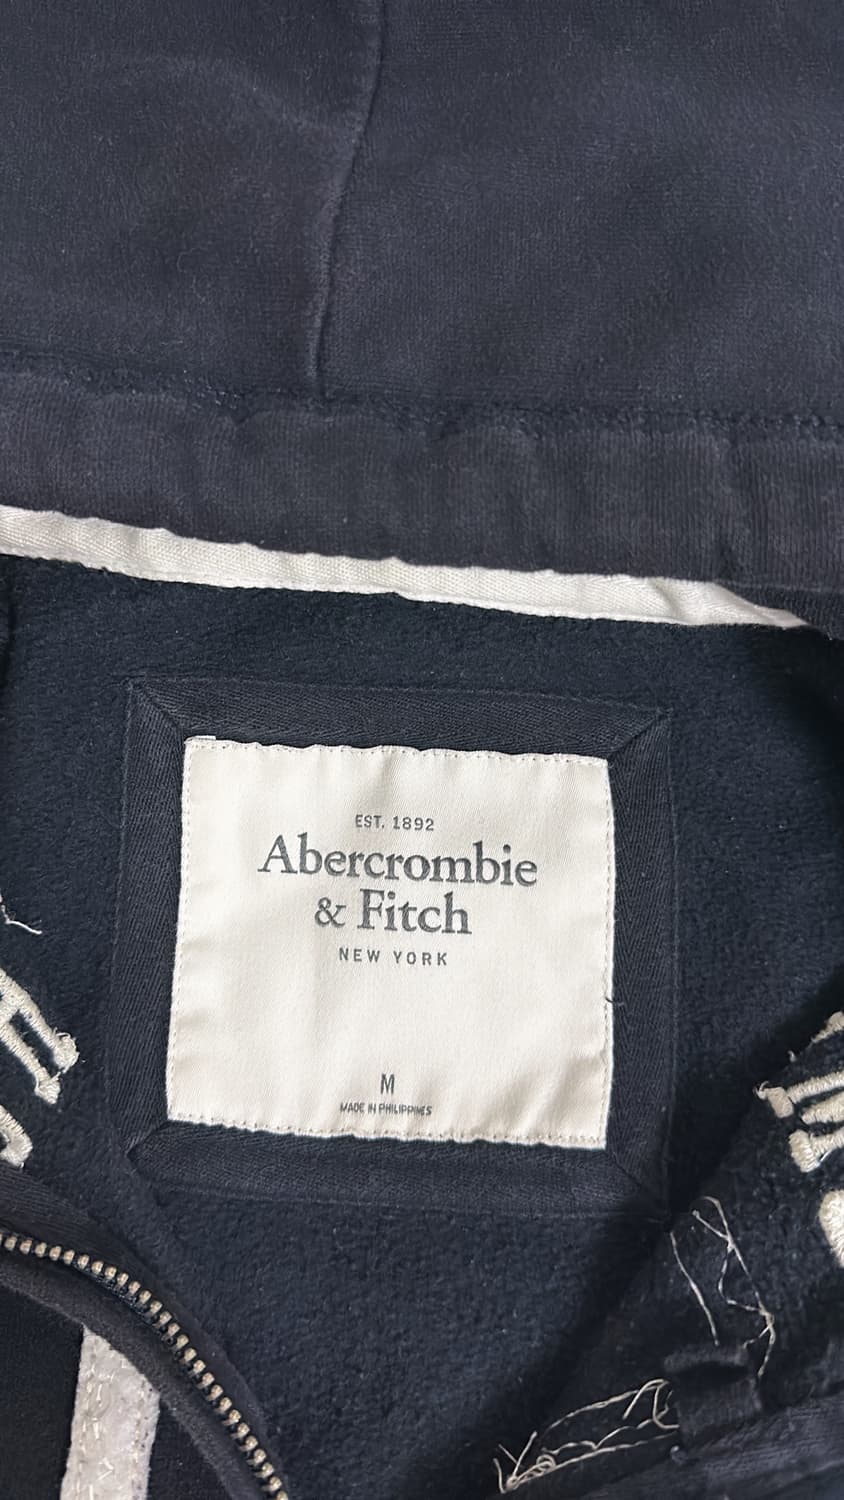 EST. 1892
Abercrombie
& Fitch
NEW YORK
M
MADE IN PHILIPPINES